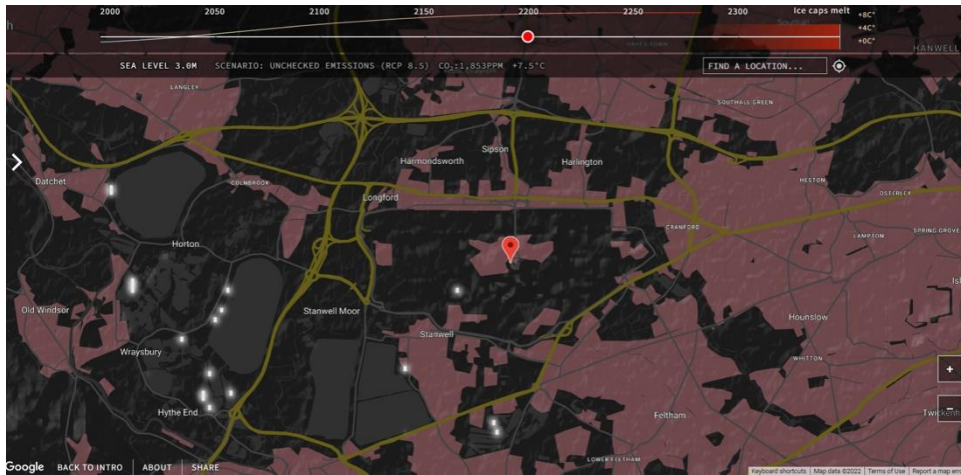 2000 2050 2100 2150 2200 2250 2300 Ice caps melt
+8C°
+4C°
+0C°
HANWELL
SEA LEVEL 3.0M SCENARIO: UNCHECKED EMISSIONS (RCP 8.5) CO₂:1,853PPM +7.5°C FIND A LOCATION...
LANGLEY
SOUTHALL GREEN
Sipson
Harmondsworth
Harlington
Datchet
COLNBROOK
HESTON
OSTERLEY
Longford
CRANFORD
SPRING GROVE
LAMPTON
Horton
Old Windsor
Stanwell Moor
Hounslow
Stanwell
Wraysbury
WHITTON
+
Hythe End
Feltham
Twickenh
LOWER FELTHAM
Google BACK TO INTRO ABOUT SHARE
Keyboard shortcuts Map data ©2022 Terms of Use Report a map err